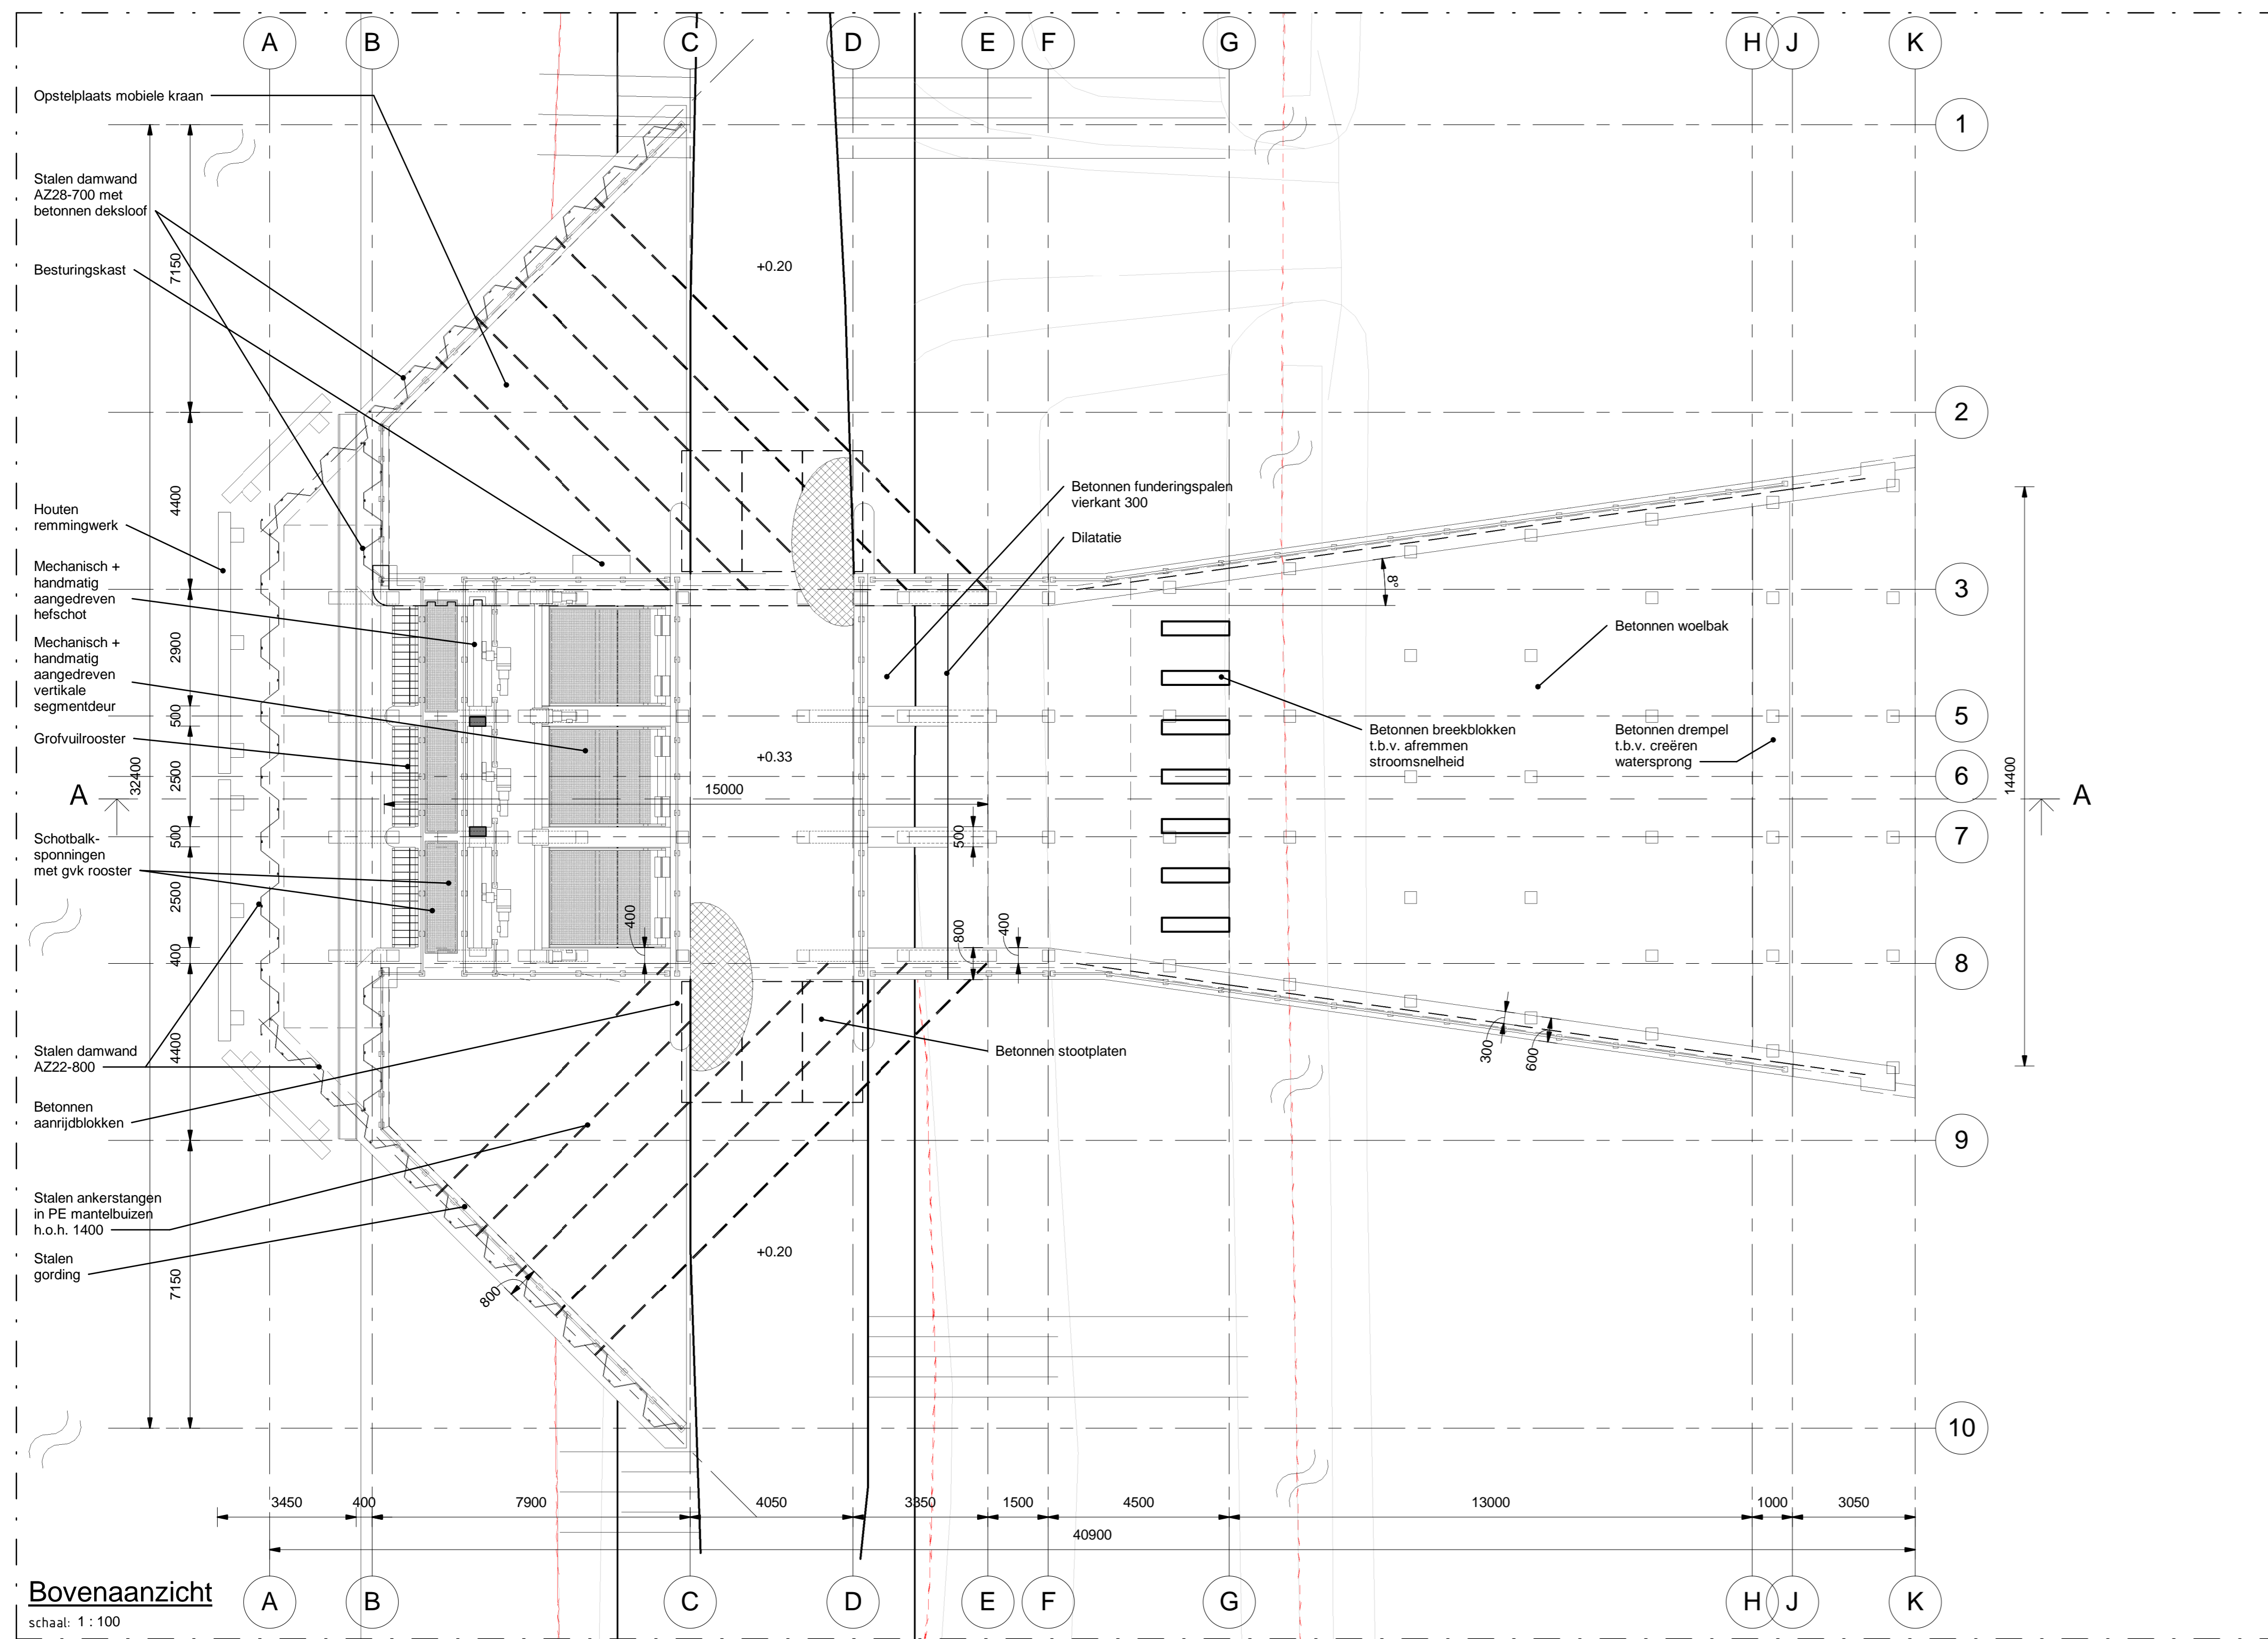 A
B
C
D
E
F
G
H
J
K
Opstelplaats mobiele kraan
1
Stalen damwand
AZ28-700 met
betonnen deksloof
Besturingskast
7150
+0.20
2
4400
Houten
remmingwerk
Betonnen funderingspalen
vierkant 300
Dilatatie
Mechanisch +
handmatig
aangedreven
hefschot
8°
3
2900
Betonnen woelbak
Mechanisch +
handmatig
aangedreven
vertikale
segmentdeur
500
5
Grofvuilrooster
Betonnen breekblokken
t.b.v. afremmen
stroomsnelheid
Betonnen drempel
t.b.v. creëren
watersprong
32400
2500
+0.33
6
14400
A
15000
A
500
500
7
Schotbalk-
sponningen
met gvk rooster
2500
400
400
800
400
8
Stalen damwand
AZ22-800
4400
Betonnen stootplaten
300
600
Betonnen
aanrijdblokken
9
Stalen ankerstangen
in PE mantelbuizen
h.o.h. 1400
Stalen
gording
7150
+0.20
800
10
3450
400
7900
4050
3350
1500
4500
13000
1000
3050
40900
Bovenaanzicht
schaal: 1 : 100
A
B
C
D
E
F
G
H
J
K